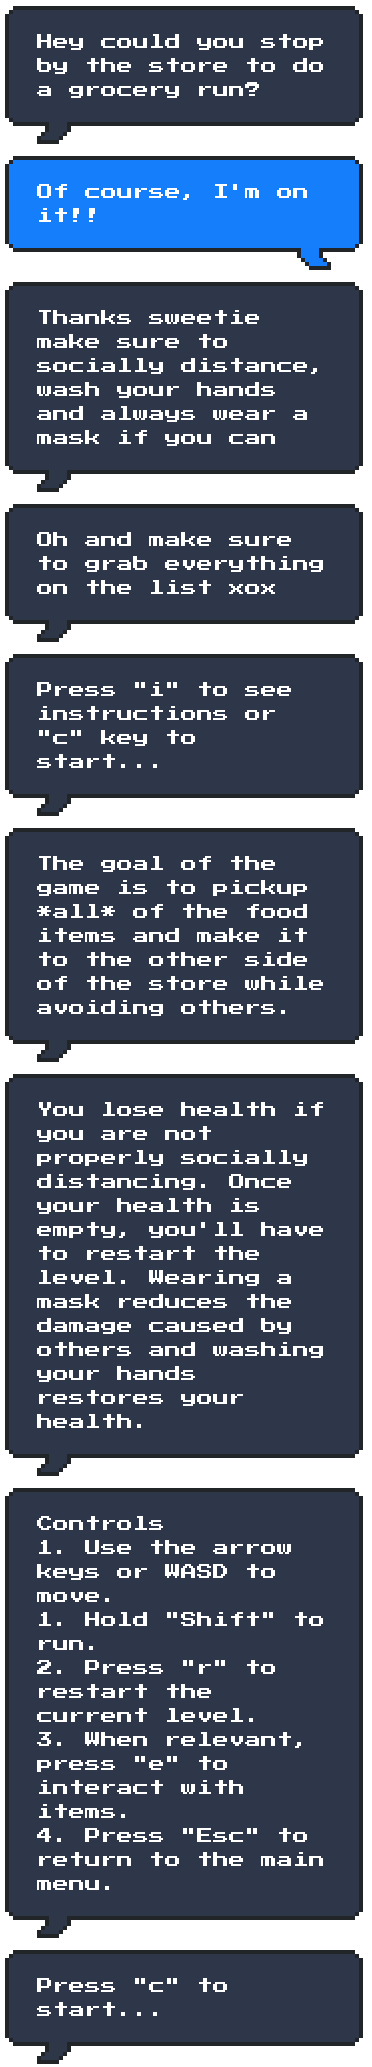 Hey could you stop
by the store to do
a grocery run?
Of course, I'm on
it!!
Thanks sweetie
make sure to
socially distance,
wash your hands
and always wear a
mask if you can
Oh and make sure
to grab everything
on the list xox
Press "i" to see
instructions or
"c" key to
start...
The goal of the
game is to pickup
*all* of the food
items and make it
to the other side
of the store while
avoiding others.
You lose health if
you are not
properly socially
distancing. Once
your health is
empty, you'll have
to restart the
level. Wearing a
mask reduces the
damage caused by
others and washing
your hands
restores your
health.
Controls
1. Use the arrow
keys or WASD to
move.
1. Hold "Shift" to
run.
2. Press "r" to
restart the
current level.
3. When relevant,
press "e" to
interact with
items.
4. Press "Esc" to
return to the main
menu.
Press "c" to
start...